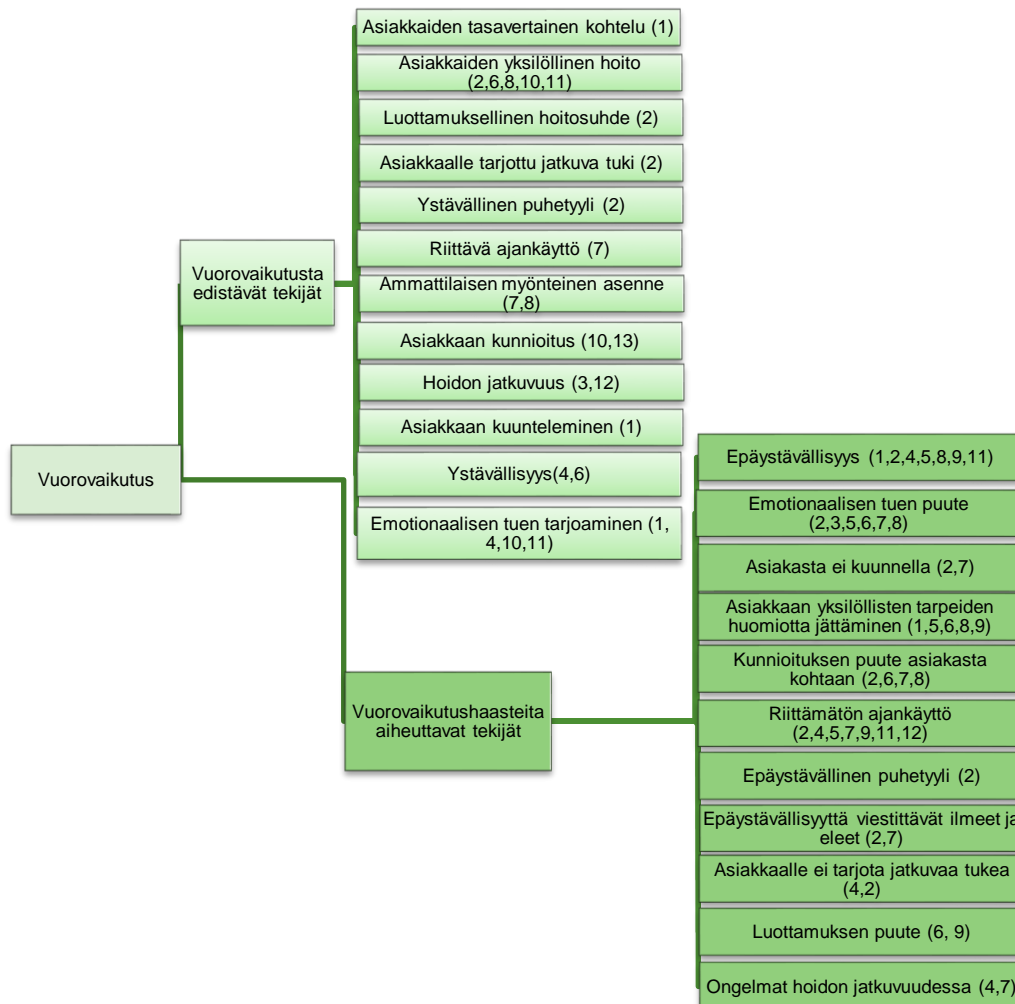 Asiakkaiden tasavertainen kohtelu (1)
Asiakkaiden yksilöllinen hoito
(2,6,8,10,11)
Luottamuksellinen hoitosuhde (2)
Asiakkaalle tarjottu jatkuva tuki (2)
Ystävällinen puhetyyli (2)
Riittävä ajankäyttö (7)
Ammattilaisen myönteinen asenne
(7,8)
Asiakkaan kunnioitus (10,13)
Hoidon jatkuvuus (3,12)
Asiakkaan kuunteleminen (1)
Ystävällisyys(4,6)
Emotionaalisen tuen tarjoaminen (1,
4,10,11)
Vuorovaikutusta
edistävät tekijät
Vuorovaikutus
Vuorovaikutushaasteita
aiheuttavat tekijät
Epäystävällisyys (1,2,4,5,8,9,11)
Emotionaalisen tuen puute
(2,3,5,6,7,8)
Asiakasta ei kuunnella (2,7)
Asiakkaan yksilöllisten tarpeiden
huomiotta jättäminen (1,5,6,8,9)
Kunnioituksen puute asiakasta
kohtaan (2,6,7,8)
Riittämätön ajankäyttö
(2,4,5,7,9,11,12)
Epäystävällinen puhetyyli (2)
Epäystävällisyyttä viestittävät ilmeet ja
eleet (2,7)
Asiakkaalle ei tarjota jatkuvaa tukea
(4,2)
Luottamuksen puute (6, 9)
Ongelmat hoidon jatkuvuudessa (4,7)